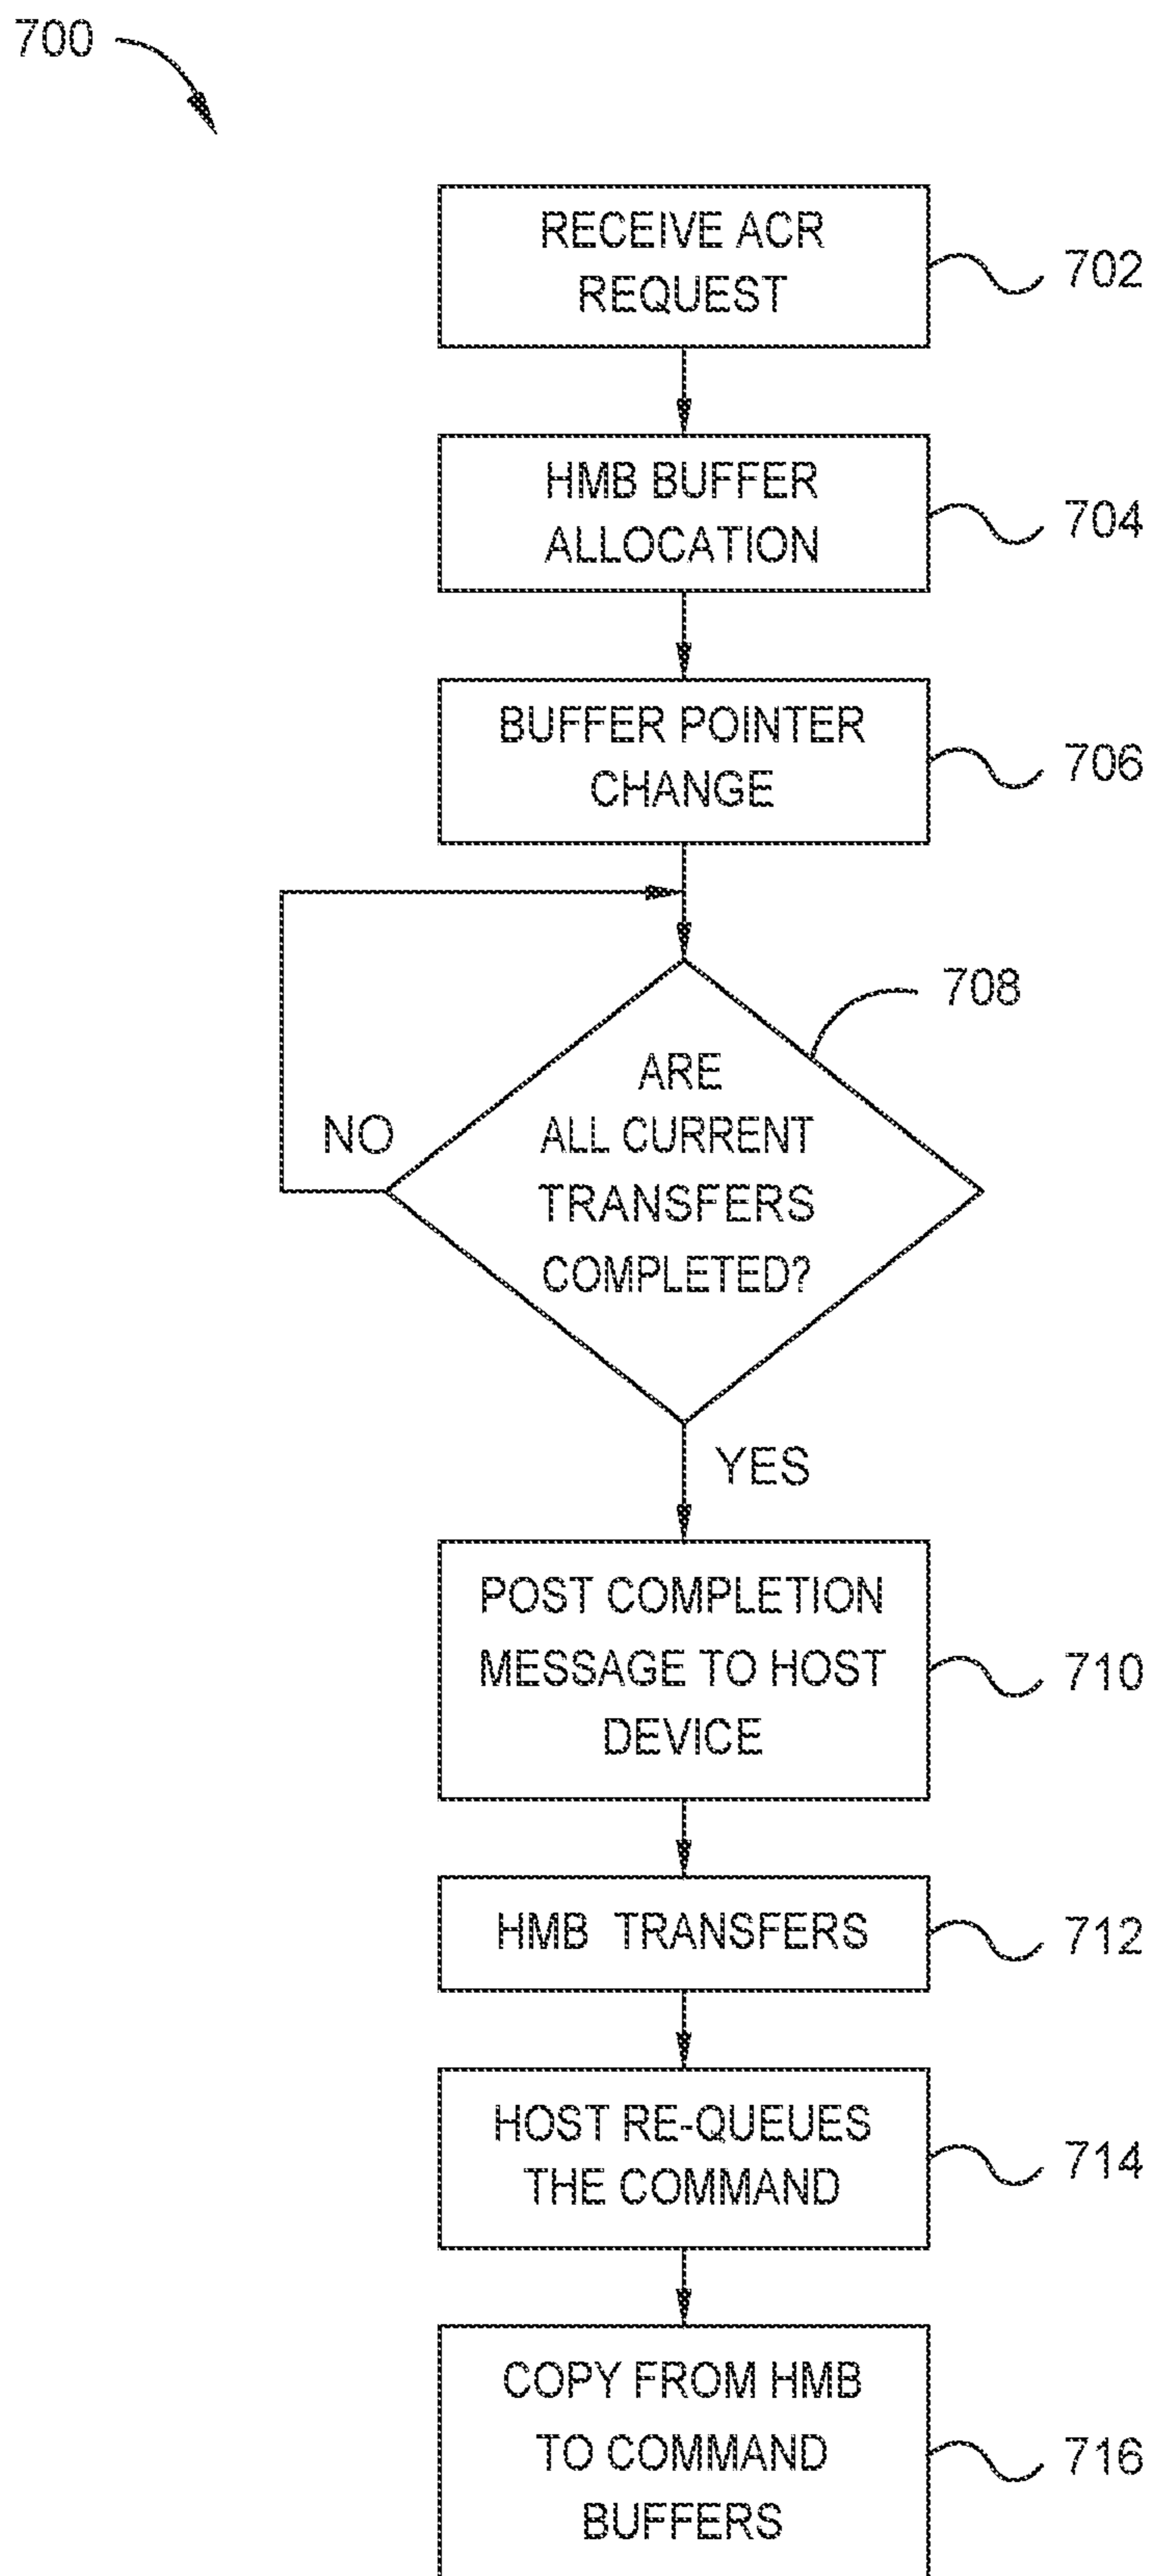 700
RECEIVE ACR
REQUEST
702
HMB BUFFER
ALLOCATION
704
BUFFER POINTER
CHANGE
706
708
ARE
ALL CURRENT
TRANSFERS
COMPLETED?
NO
YES
POST COMPLETION
MESSAGE TO HOST
DEVICE
710
HMB TRANSFERS
712
HOST RE-QUEUES
THE COMMAND
714
COPY FROM HMB
TO COMMAND
BUFFERS
716